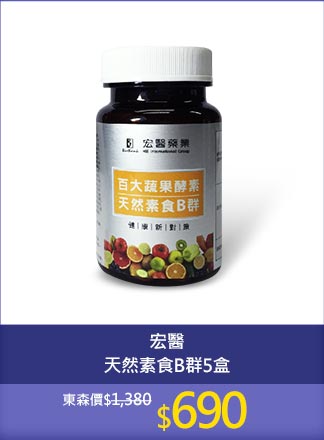 宏醫藥業
HE International Group
百大蔬果酵素
天然素食B群
健|康|新|對|策
宏醫
天然素食B群5盒
東森價$1,380
$690